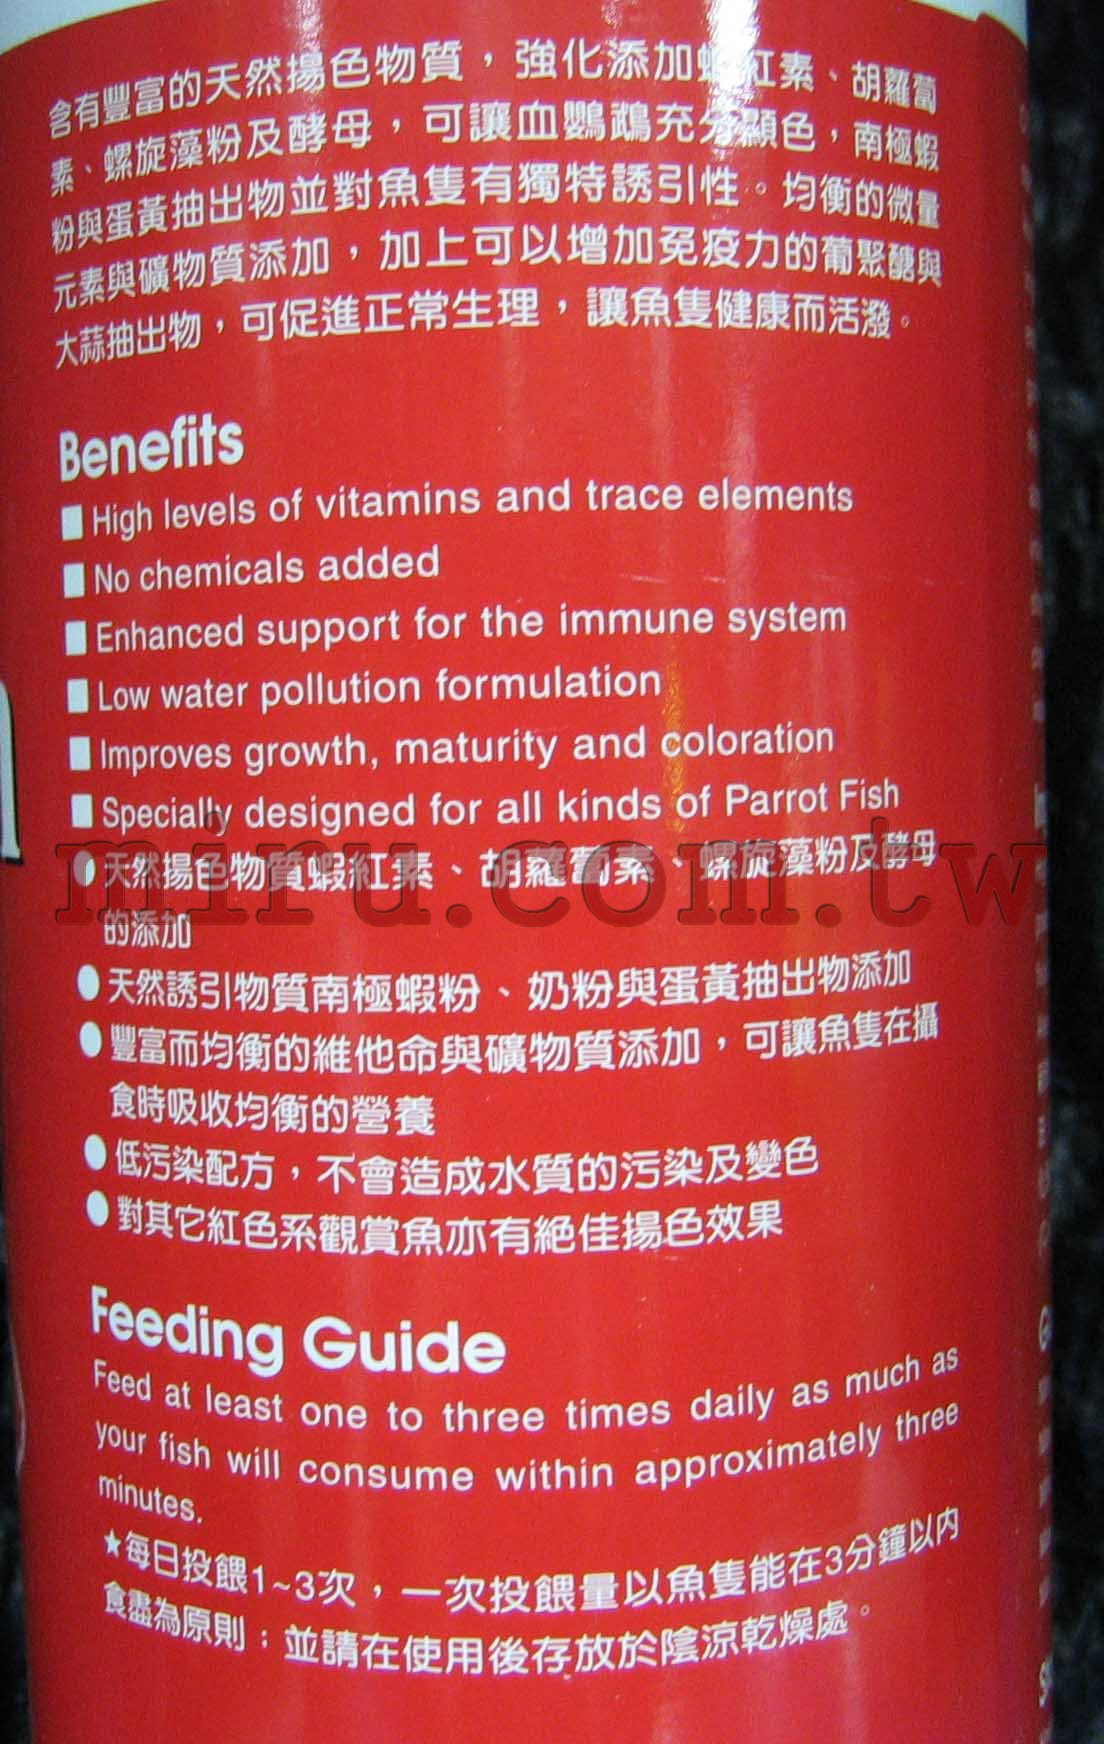 含有豐富的天然揚色物質，強化添加蝦紅素、胡蘿蔔
素、螺旋藻粉及酵母，可讓血鸚鵡充分顯色，南極蝦
粉與蛋黃抽出物並對魚隻有獨特誘引性。均衡的微量
元素與礦物質添加，加上可以增加免疫力的葡聚醣與
大蒜抽出物，可促進正常生理，讓魚隻健康而活潑。
Benefits
■ High levels of vitamins and trace elements
■ No chemicals added
■ Enhanced support for the immune system
■ Low water pollution formulation
■ Improves growth, maturity and coloration
■ Specially designed for all kinds of Parrot Fish
● 天然揚色物質蝦紅素、胡蘿蔔素、螺旋藻粉及酵母
的添加
miru.com.tw
● 天然誘引物質南極蝦粉、奶粉與蛋黃抽出物添加
● 豐富而均衡的維他命與礦物質添加，可讓魚隻在攝
食時吸收均衡的營養
● 低污染配方，不會造成水質的污染及變色
● 對其它紅色系觀賞魚亦有絕佳揚色效果
Feeding Guide
Feed at least one to three times daily as much as
your fish will consume within approximately three
minutes.
★每日投餵1~3次，一次投餵量以魚隻能在3分鐘以內
食盡為原則；並請在使用後存放於陰涼乾燥處。